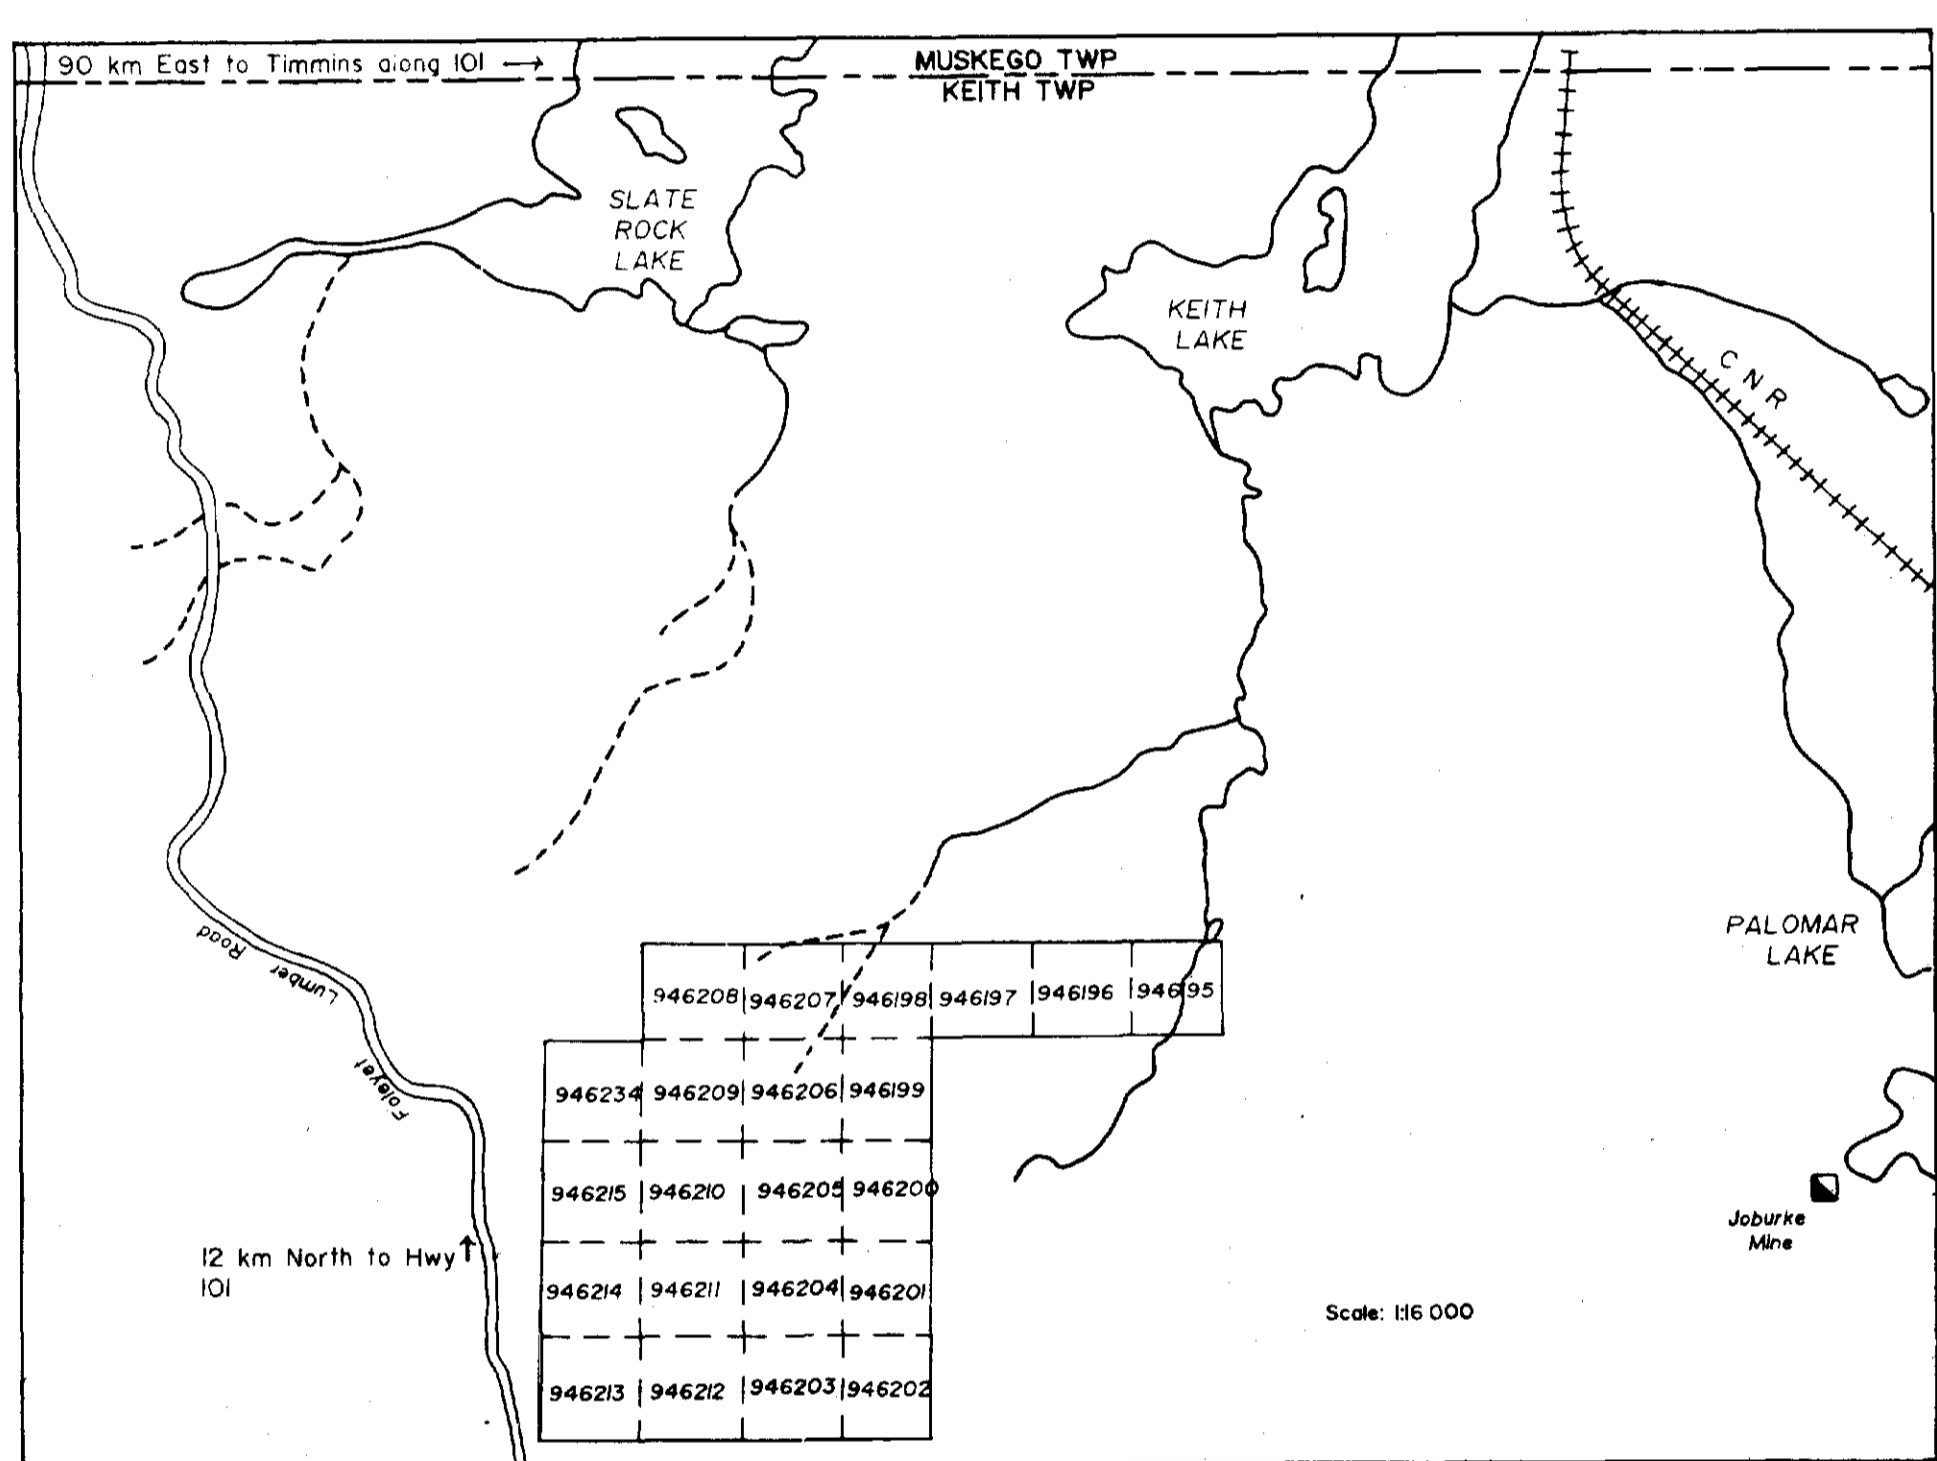 90 km East to Timmins along 101 →
MUSKEGO TWP
KEITH TWP
SLATE
ROCK
LAKE
KEITH
LAKE
C N R
PALOMAR
LAKE
Foleyet Lumber Road
946208 946207 946198 946197 946196 946195
946234 946209 946206 946199
946215 946210 946205 946200
946214 946211 946204 946201
946213 946212 946203 946202
12 km North to Hwy ↑
101
Joburke
Mine
Scale: 1:16 000